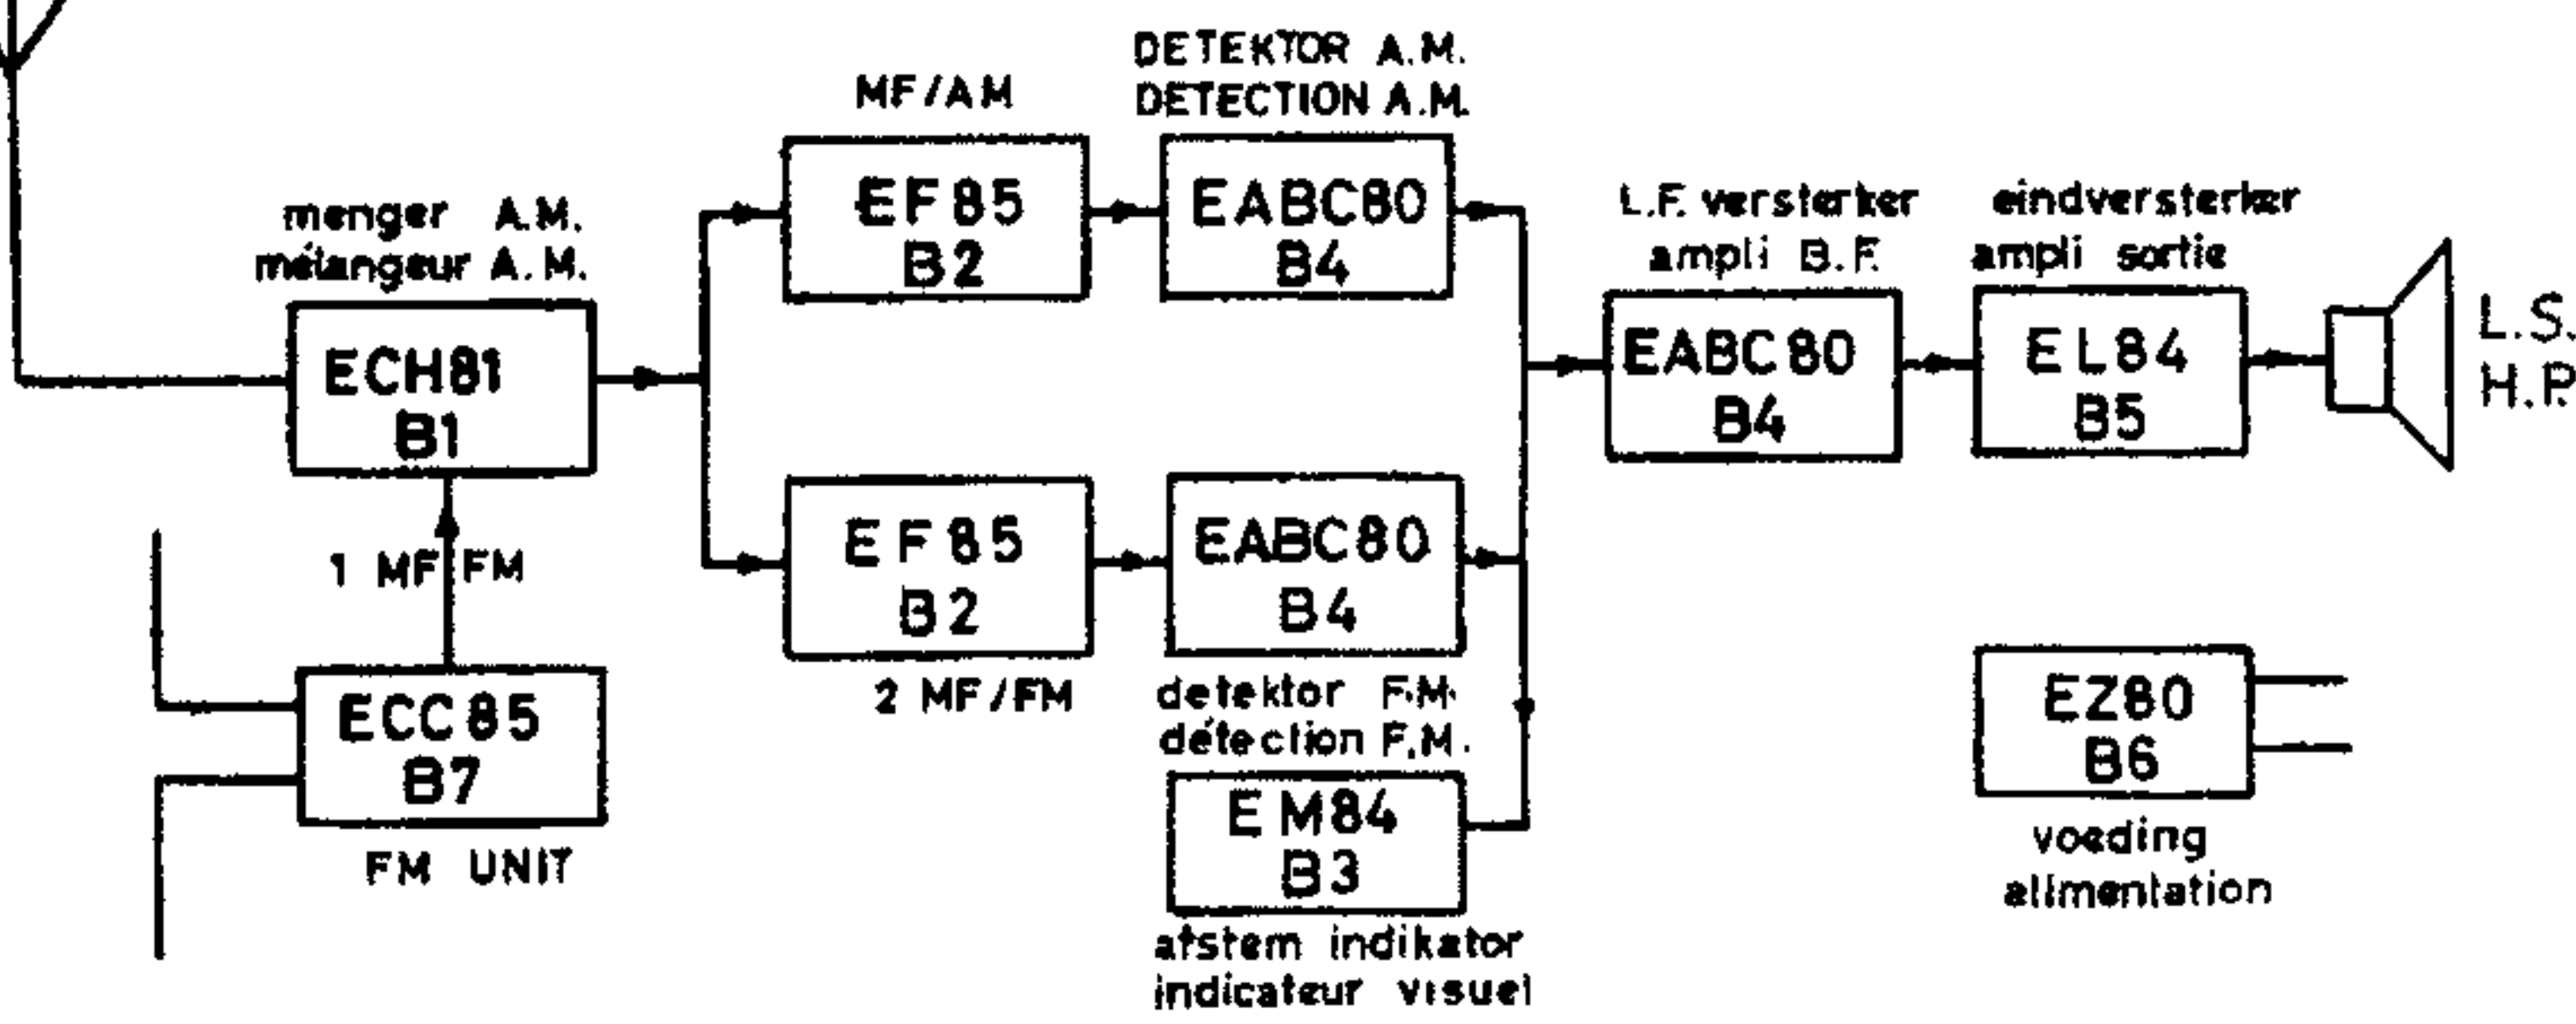 menger A.M.
mélangeur A.M.
ECH81
B1
1 MF FM
ECC85
B7
FM UNIT
MF/AM
EF85
B2
DETEKTOR A.M.
DETECTION A.M.
EABC80
B4
EF85
B2
2 MF/FM
EABC80
B4
detektor F.M.
détection F.M.
EM84
B3
afstem indikator
indicateur visuel
L.F. versterker
ampli B.F.
EABC80
B4
eindversterker
ampli sortie
EL84
B5
L.S.
H.P.
EZ80
B6
voeding
alimentation